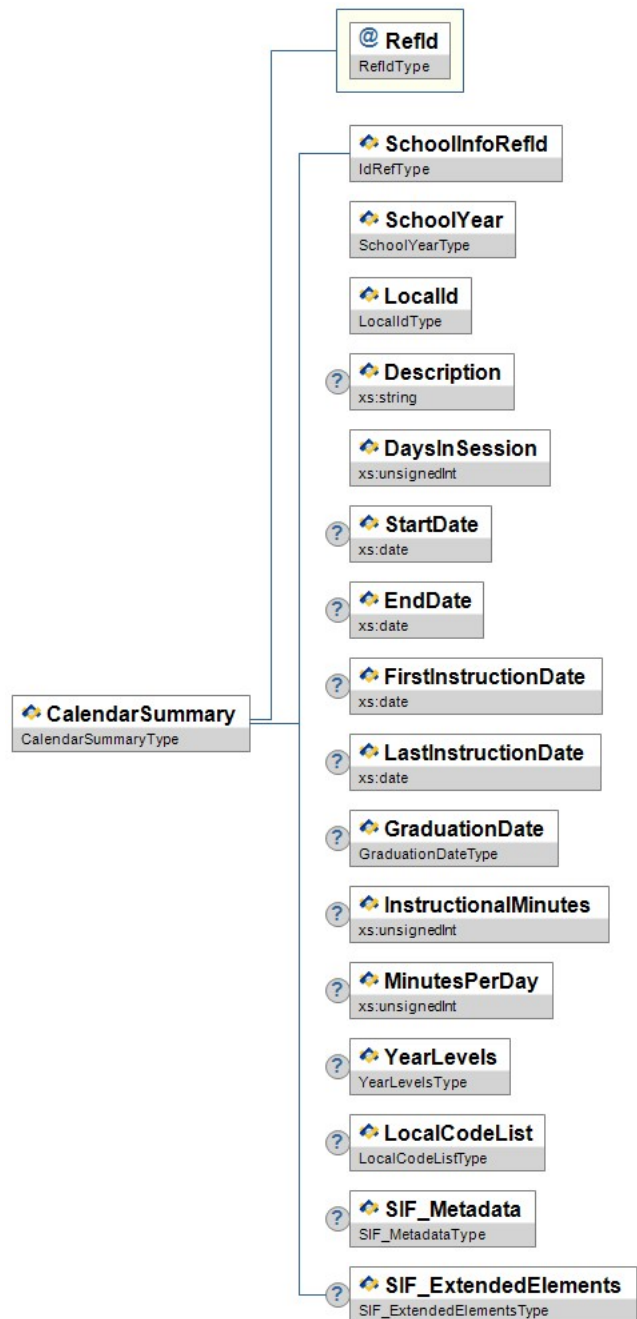 @ RefId
RefIdType
SchoolInfoRefId
IdRefType
SchoolYear
SchoolYearType
LocalId
LocalIdType
? Description
xs:string
DaysInSession
xs:unsignedInt
? StartDate
xs:date
? EndDate
xs:date
? FirstInstructionDate
xs:date
CalendarSummary
CalendarSummaryType
? LastInstructionDate
xs:date
? GraduationDate
GraduationDateType
? InstructionalMinutes
xs:unsignedInt
? MinutesPerDay
xs:unsignedInt
? YearLevels
YearLevelsType
? LocalCodeList
LocalCodeListType
? SIF_Metadata
SIF_MetadataType
? SIF_ExtendedElements
SIF_ExtendedElementsType